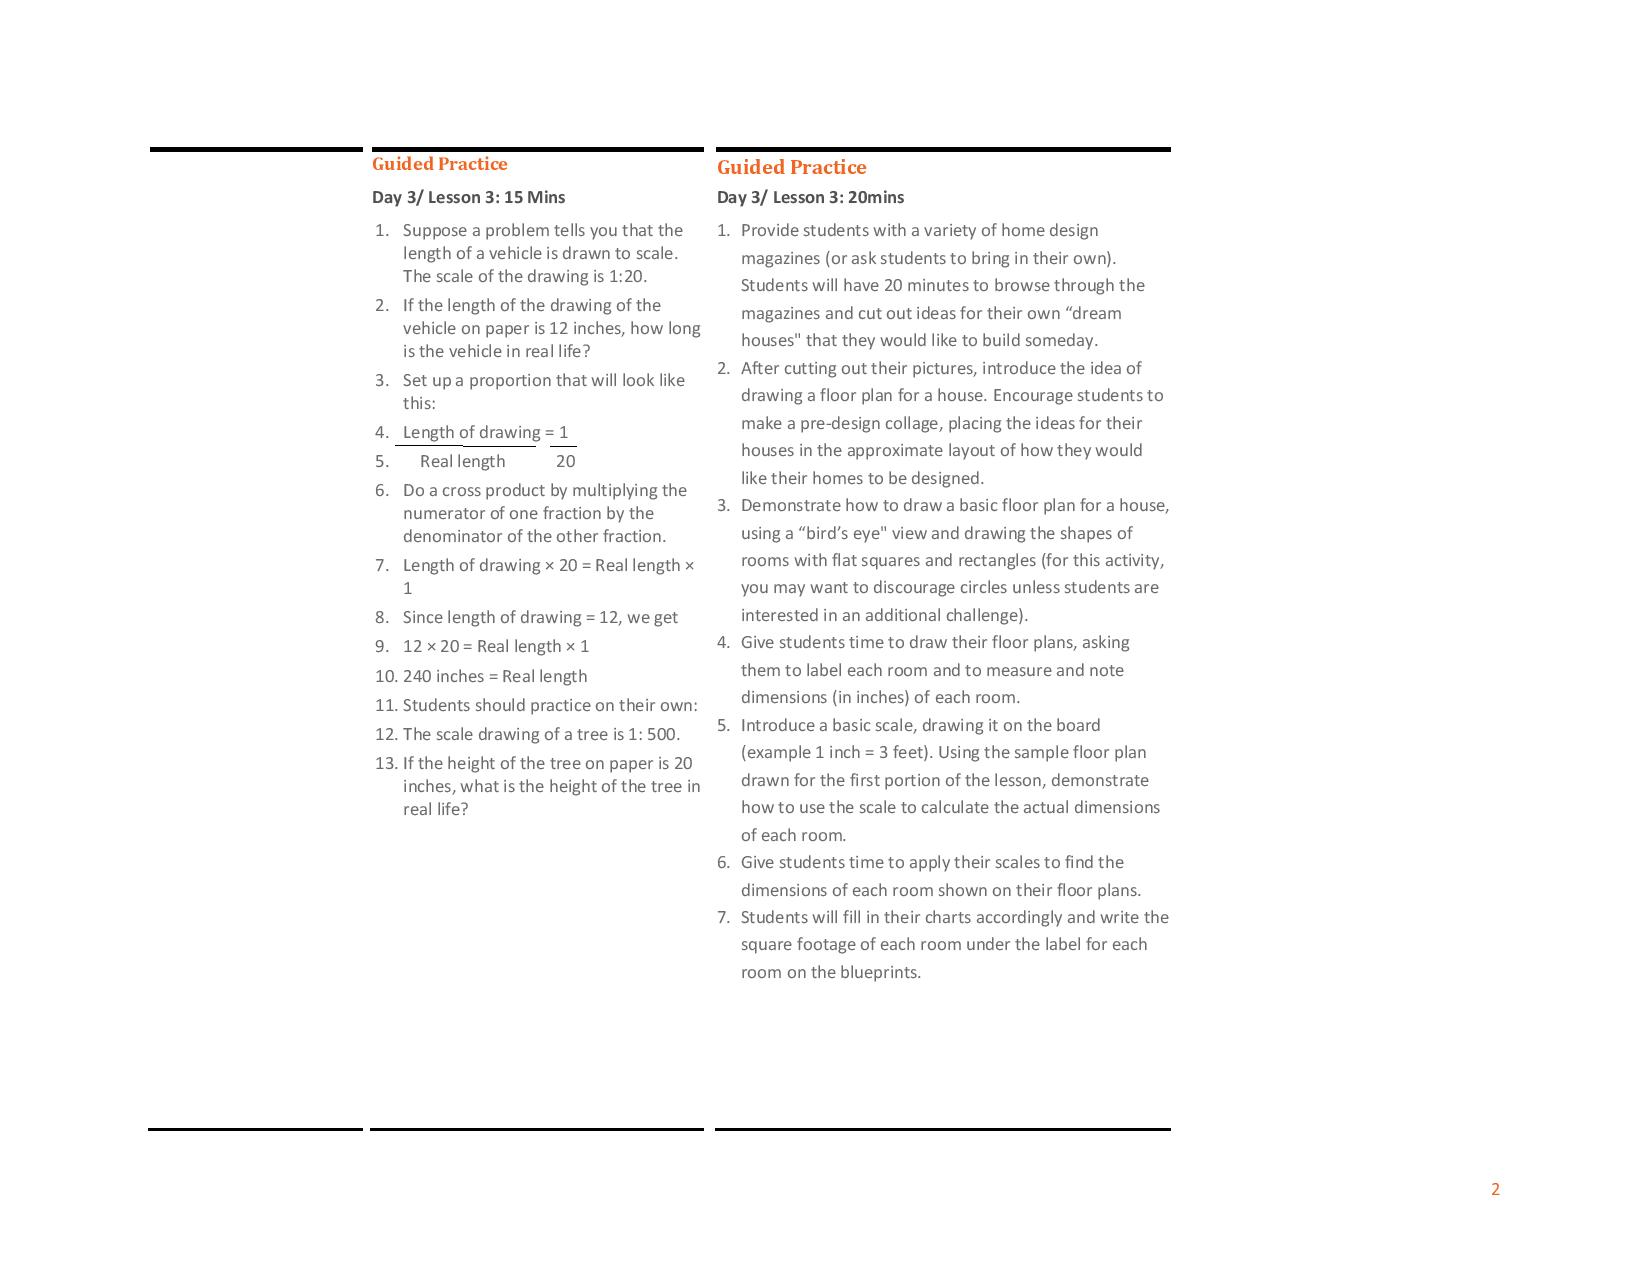 Guided Practice
Day 3/ Lesson 3: 15 Mins
1. Suppose a problem tells you that the
length of a vehicle is drawn to scale.
The scale of the drawing is 1:20.
2. If the length of the drawing of the
vehicle on paper is 12 inches, how long
is the vehicle in real life?
3. Set up a proportion that will look like
this:
4. Length of drawing = 1
5. Real length 20
6. Do a cross product by multiplying the
numerator of one fraction by the
denominator of the other fraction.
7. Length of drawing × 20 = Real length ×
1
8. Since length of drawing = 12, we get
9. 12 × 20 = Real length × 1
10. 240 inches = Real length
11. Students should practice on their own:
12. The scale drawing of a tree is 1: 500.
13. If the height of the tree on paper is 20
inches, what is the height of the tree in
real life?
Guided Practice
Day 3/ Lesson 3: 20mins
1. Provide students with a variety of home design
magazines (or ask students to bring in their own).
Students will have 20 minutes to browse through the
magazines and cut out ideas for their own “dream
houses" that they would like to build someday.
2. After cutting out their pictures, introduce the idea of
drawing a floor plan for a house. Encourage students to
make a pre-design collage, placing the ideas for their
houses in the approximate layout of how they would
like their homes to be designed.
3. Demonstrate how to draw a basic floor plan for a house,
using a “bird’s eye" view and drawing the shapes of
rooms with flat squares and rectangles (for this activity,
you may want to discourage circles unless students are
interested in an additional challenge).
4. Give students time to draw their floor plans, asking
them to label each room and to measure and note
dimensions (in inches) of each room.
5. Introduce a basic scale, drawing it on the board
(example 1 inch = 3 feet). Using the sample floor plan
drawn for the first portion of the lesson, demonstrate
how to use the scale to calculate the actual dimensions
of each room.
6. Give students time to apply their scales to find the
dimensions of each room shown on their floor plans.
7. Students will fill in their charts accordingly and write the
square footage of each room under the label for each
room on the blueprints.
2